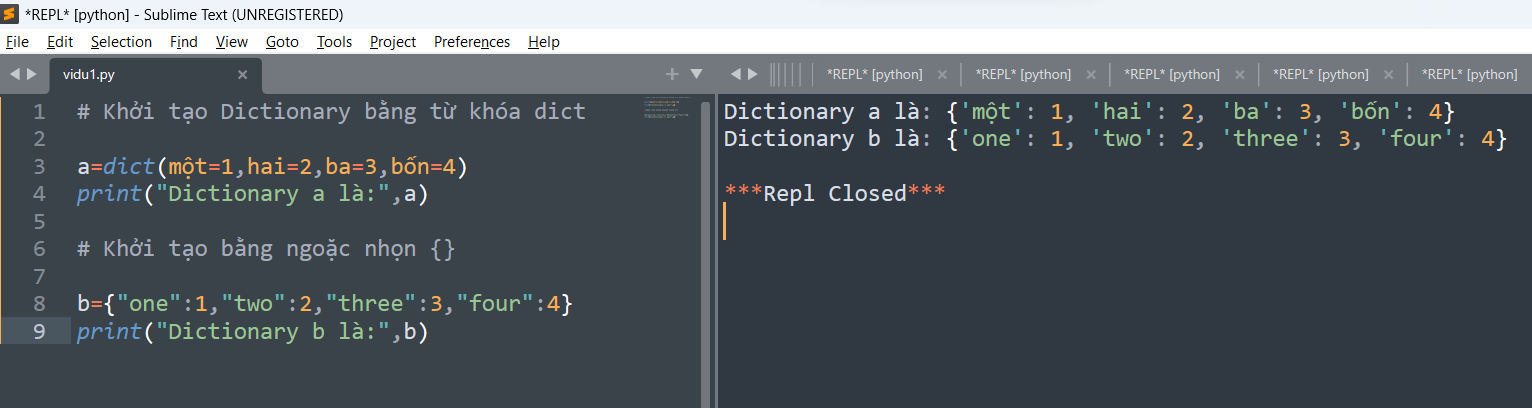 *REPL* [python] - Sublime Text (UNREGISTERED)
File Edit Selection Find View Goto Tools Project Preferences Help
vidu1.py
1 # Khởi tạo Dictionary bằng từ khóa dict
2
3 a=dict(một=1,hai=2,ba=3,bốn=4)
4 print("Dictionary a là:",a)
5
6 # Khởi tạo bằng ngoặc nhọn {}
7
8 b={"one":1,"two":2,"three":3,"four":4}
9 print("Dictionary b là:",b)
*REPL* [python] *REPL* [python] *REPL* [python] *REPL* [python] *REPL* [python]
Dictionary a là: {'một': 1, 'hai': 2, 'ba': 3, 'bốn': 4}
Dictionary b là: {'one': 1, 'two': 2, 'three': 3, 'four': 4}
***Repl Closed***